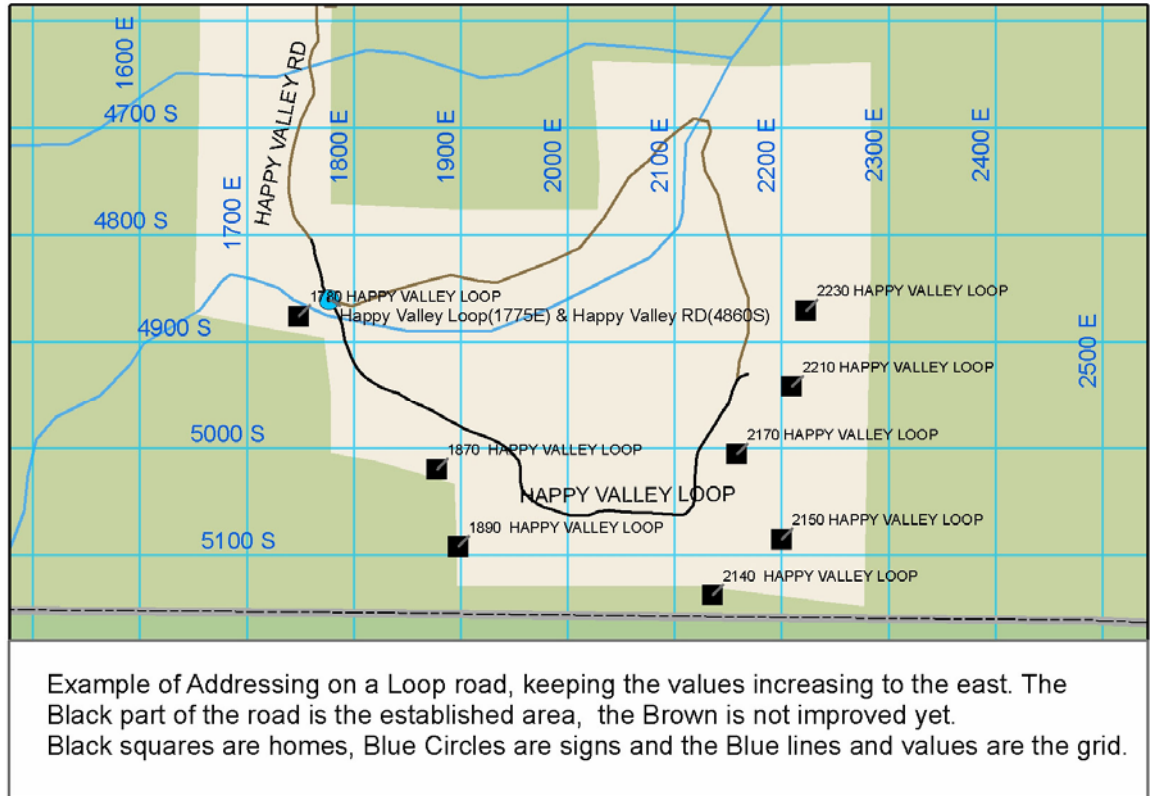 1600 E
HAPPY VALLEY RD
4700 S
1800 E
1900 E
2000 E
2100 E
2200 E
2300 E
2400 E
1700 E
4800 S
1780 HAPPY VALLEY LOOP
Happy Valley Loop(1775E) & Happy Valley RD(4860S)
2230 HAPPY VALLEY LOOP
4900 S
2500 E
2210 HAPPY VALLEY LOOP
5000 S
2170 HAPPY VALLEY LOOP
1870 HAPPY VALLEY LOOP
HAPPY VALLEY LOOP
1890 HAPPY VALLEY LOOP
2150 HAPPY VALLEY LOOP
5100 S
2140 HAPPY VALLEY LOOP
Example of Addressing on a Loop road, keeping the values increasing to the east. The
Black part of the road is the established area, the Brown is not improved yet.
Black squares are homes, Blue Circles are signs and the Blue lines and values are the grid.